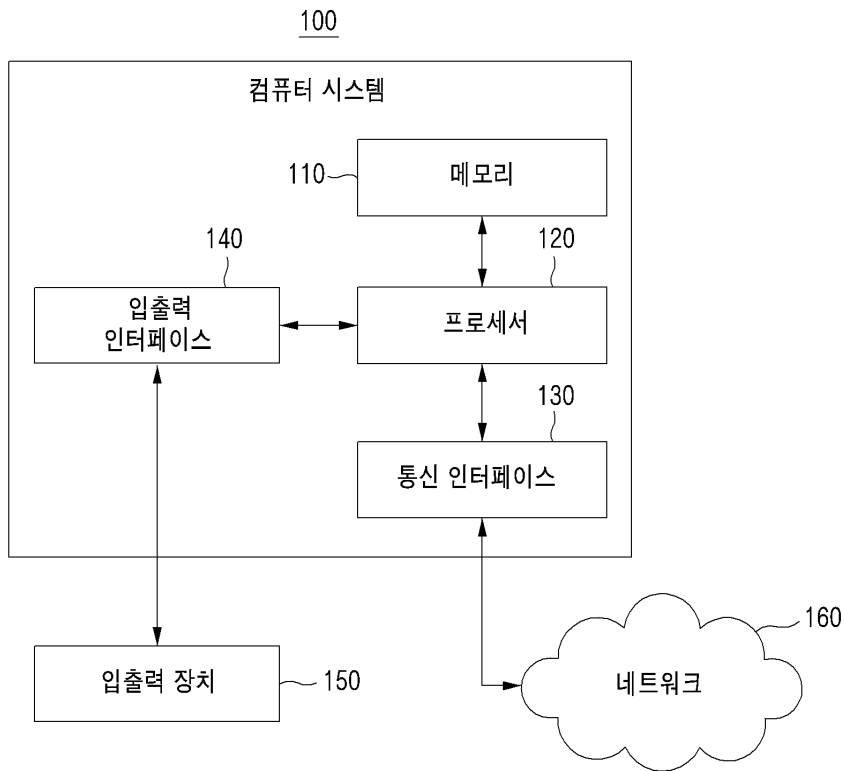 100
컴퓨터 시스템
110
메모리
140
120
입출력
인터페이스
프로세서
130
통신 인터페이스
160
입출력 장치
150
네트워크